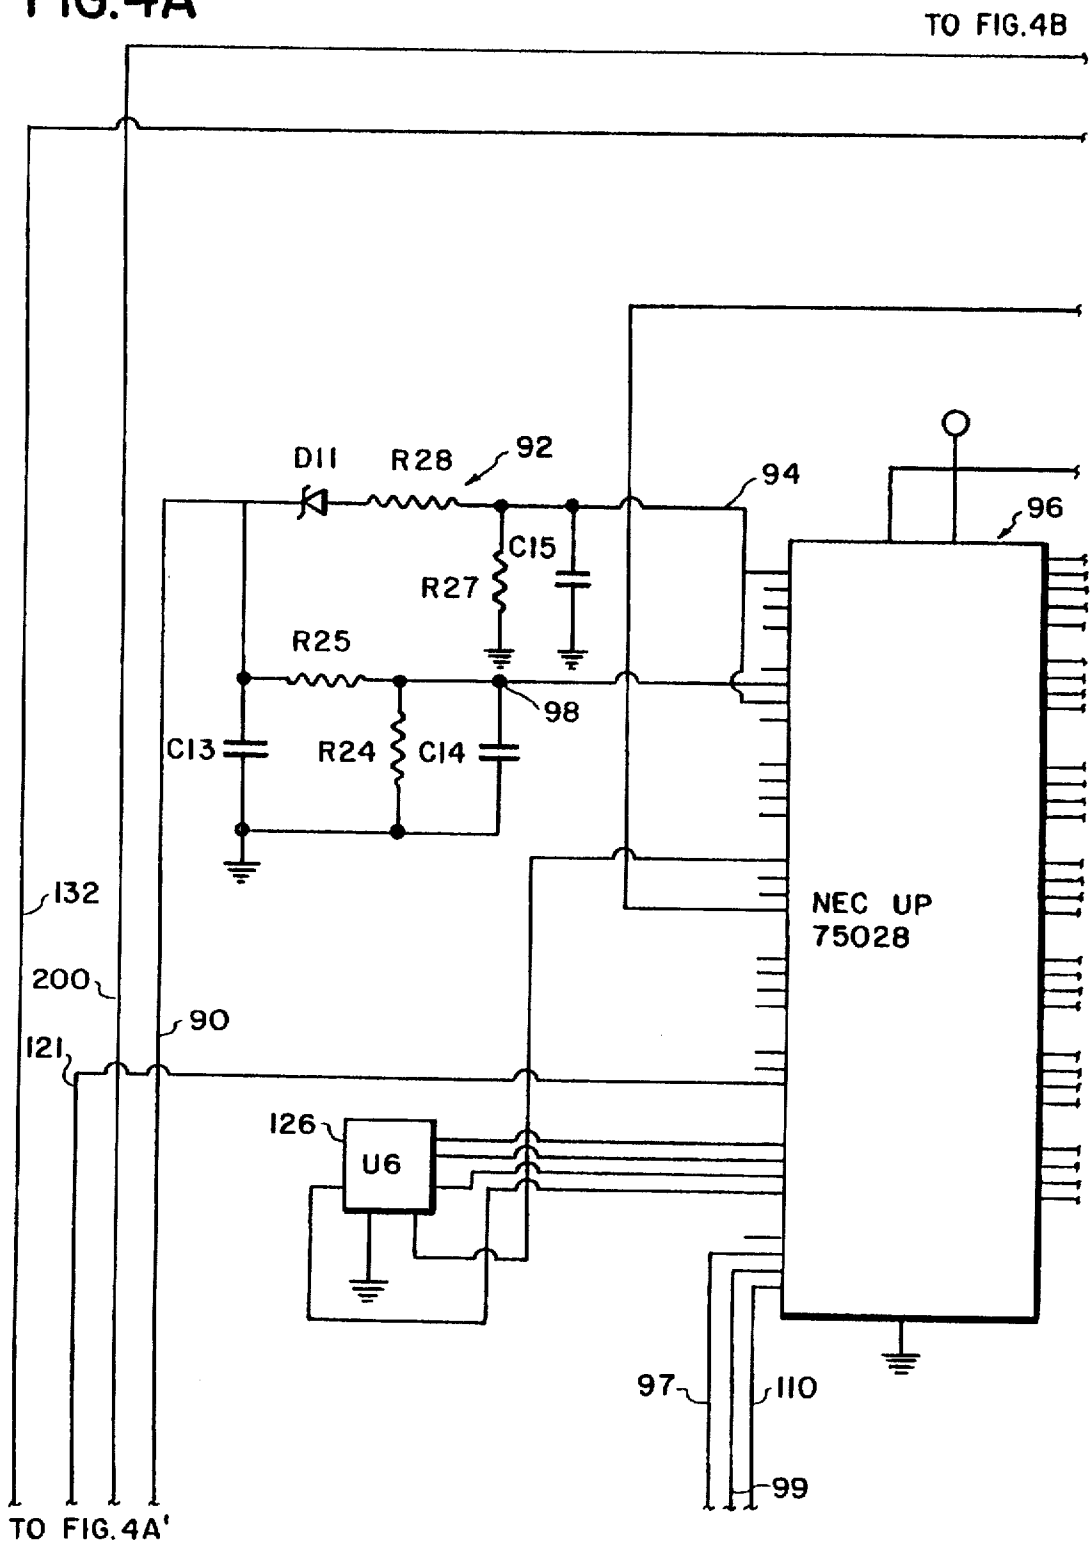 FIG.4A
TO FIG.4B
D11
R28
92
94
96
C15
R27
R25
98
C13
R24
C14
132
NEC UP
75028
200
90
121
126
U6
97
110
99
TO FIG.4A'